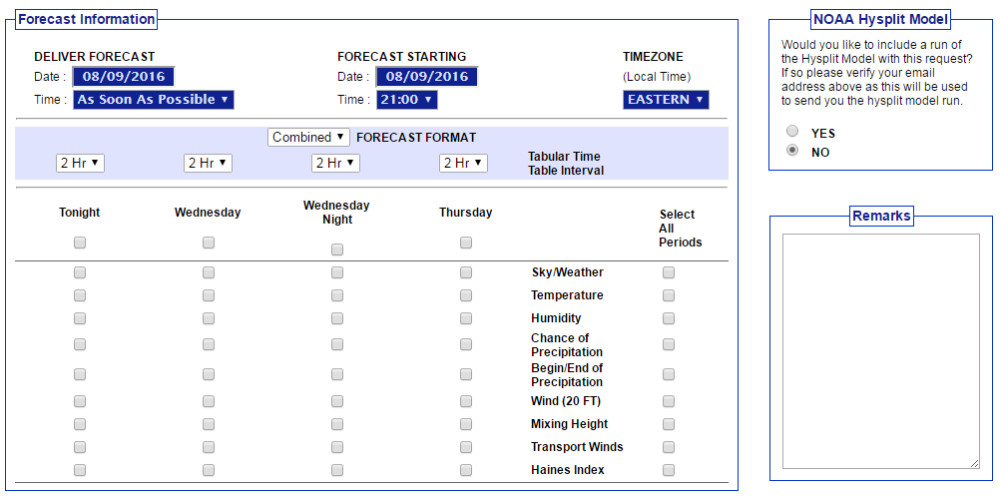 Forecast Information
DELIVER FORECAST
Date : 08/09/2016
Time : As Soon As Possible
FORECAST STARTING
Date : 08/09/2016
Time : 21:00
TIMEZONE
(Local Time)
EASTERN
Combined FORECAST FORMAT
2 Hr 2 Hr 2 Hr 2 Hr
Tabular Time
Table Interval
Tonight
Wednesday
Wednesday
Night
Thursday
Select
All
Periods
Sky/Weather
Temperature
Humidity
Chance of
Precipitation
Begin/End of
Precipitation
Wind (20 FT)
Mixing Height
Transport Winds
Haines Index
NOAA Hysplit Model
Would you like to include a run of
the Hysplit Model with this request?
If so please verify your email
address above as this will be used
to send you the hysplit model run.
YES
NO
Remarks